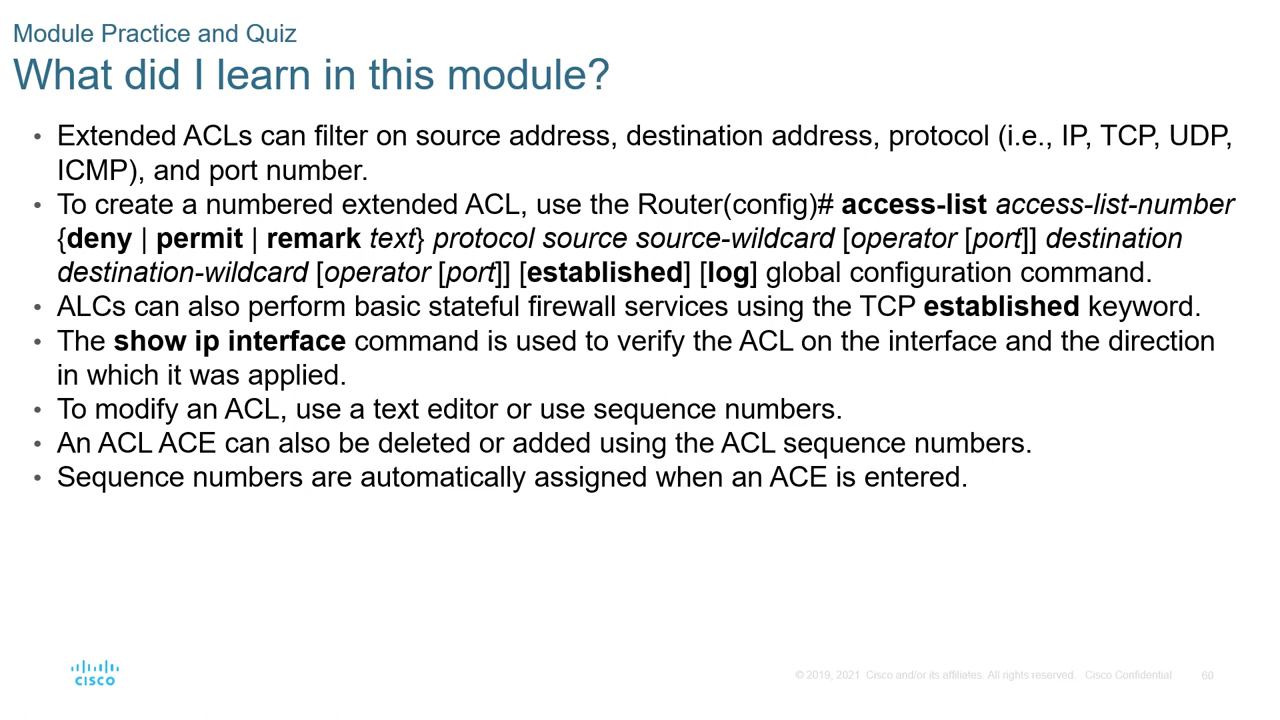 Module Practice and Quiz
What did I learn in this module?
• Extended ACLs can filter on source address, destination address, protocol (i.e., IP, TCP, UDP,
ICMP), and port number.
• To create a numbered extended ACL, use the Router(config)# access-list access-list-number
{deny | permit | remark text} protocol source source-wildcard [operator [port]] destination
destination-wildcard [operator [port]] [established] [log] global configuration command.
• ALCs can also perform basic stateful firewall services using the TCP established keyword.
• The show ip interface command is used to verify the ACL on the interface and the direction
in which it was applied.
• To modify an ACL, use a text editor or use sequence numbers.
• An ACL ACE can also be deleted or added using the ACL sequence numbers.
• Sequence numbers are automatically assigned when an ACE is entered.
CISCO
© 2019, 2021 Cisco and/or its affiliates. All rights reserved. Cisco Confidential 60